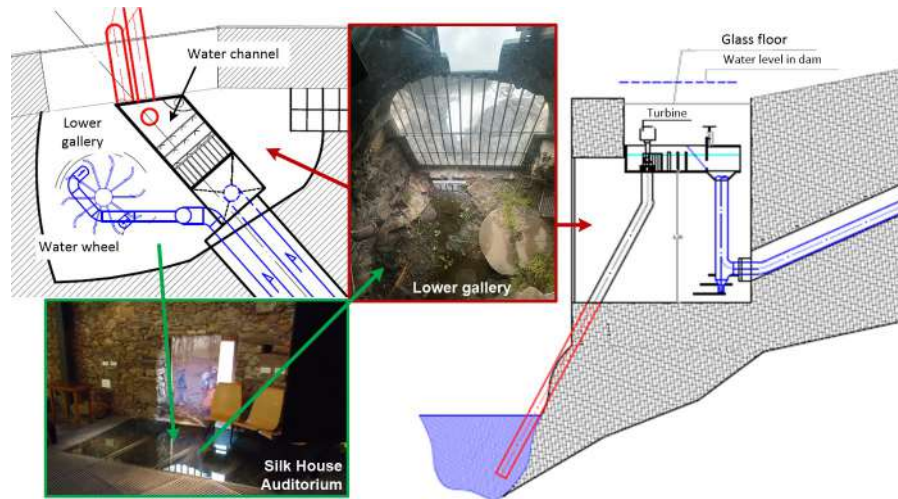 Water channel
Lower
gallery
Water wheel
Lower gallery
Silk House
Auditorium
Glass floor
Water level in dam
Turbine